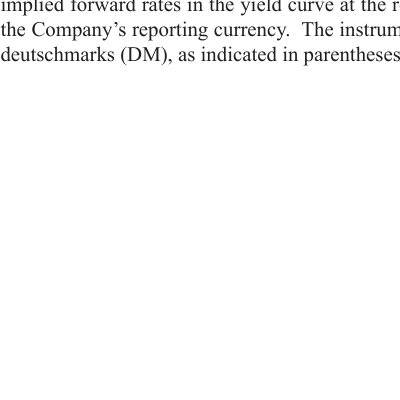 implied forward rates in the yield curve at the
the Company’s reporting currency.  The instrum
deutschmarks (DM), as indicated in parentheses